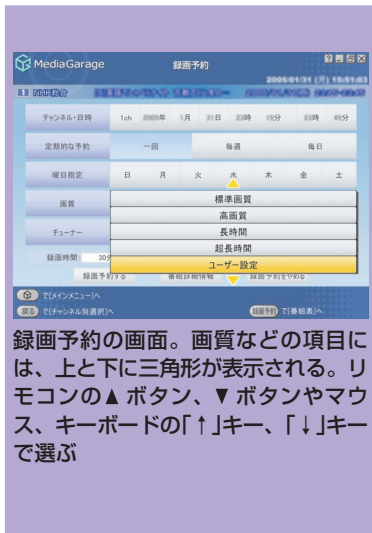 MediaGarage 録画予約
2005/01/31 (月) 15:51:03
1 NHK総合
チャンネル・日時 1ch 2005年 1月 31日 23時 15分 23時 45分
定期的な予約 一回 毎週 毎日
曜日指定 日 月 火 水 木 金 土
画質 標準画質
高画質
チューナー 長時間
超長時間
録画時間 30分 ユーザー設定
録画予約する 番組詳細情報 録画予約をやめる
で[メインメニュー]へ
戻る で[チャンネル別選択]へ 録画予約 で[番組表]へ
録画予約の画面。画質などの項目に
は、上と下に三角形が表示される。リ
モコンの▲ボタン、▼ボタンやマウ
ス、キーボードの「↑」キー、「↓」キー
で選ぶ